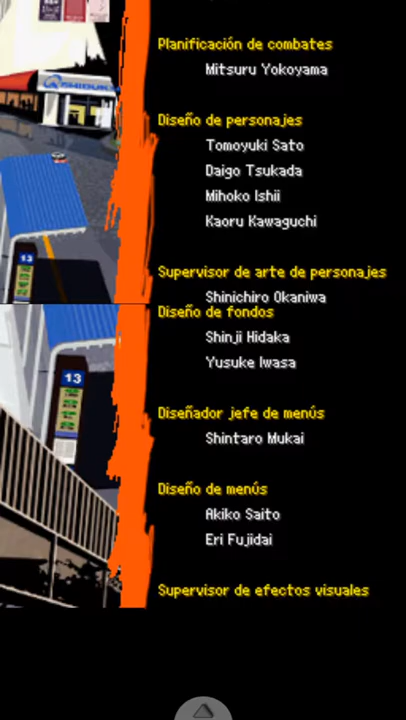 Planificación de combates
Mitsuru Yokoyama
Diseño de personajes
Tomoyuki Sato
Daigo Tsukada
Mihoko Ishii
Kaoru Kawaguchi
Supervisor de arte de personajes
Shinichiro Okaniwa
Diseño de fondos
Shinji Hidaka
Yusuke Iwasa
Diseñador jefe de menús
Shintaro Mukai
Diseño de menús
Akiko Saito
Eri Fujidai
Supervisor de efectos visuales
13
13